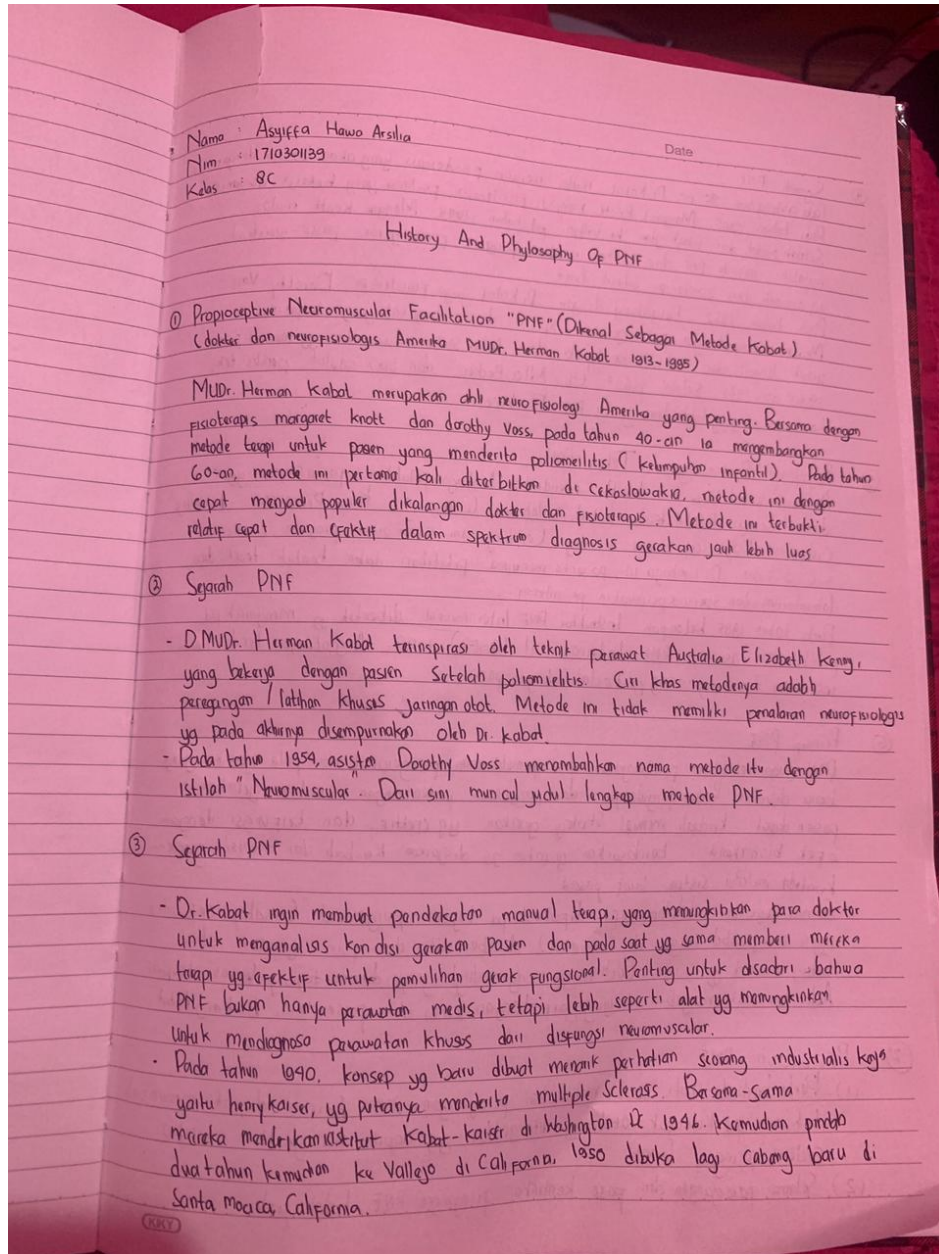 Nama : Asyiffa Hawa Arsilia
Date
Nim : 1710301139
Kelas : 8C
History And Phylosophy Of PNF
① Propioceptive Neuromuscular Facilitation "PNF" (Dikenal Sebagai Metode Kabat)
(dokter dan neurofisiologis Amerika MUDr. Herman Kabat 1913-1995)
MUDr. Herman Kabat merupakan ahli neurofisiologi Amerika yang penting. Bersama dengan
fisioterapis margaret knott dan dorothy Voss, pada tahun 40-an ia mengembangkan
metode terapi untuk pasien yang menderita poliomeilitis (kelumpuhan infantil). Pada tahun
60-an, metode ini pertama kali diterbitkan di Cekoslowakia, metode ini dengan
cepat menjadi populer dikalangan dokter dan fisioterapis. Metode ini terbukti
relatif cepat dan efektif dalam spektrum diagnosis gerakan jauh lebih luas
② Sejarah PNF
- DMUDr. Herman Kabat terinspirasi oleh teknik perawat Australia Elizabeth Kenny,
yang bekerja dengan pasien Setelah poliomielitis. Ciri khas metodenya adalah
peregangan / latihan khusus jaringan otot. Metode ini tidak memiliki penalaran neurofisiologis
yg pada akhirnya disempurnakan oleh Dr. Kabat.
- Pada tahun 1954, asisten Dorothy Voss menambahkan nama metode itu dengan
istilah "Neuromuscular". Dari sini muncul judul lengkap metode PNF.
③ Sejarah PNF
- Dr. Kabat ingin membuat pendekatan manual terapi, yang memungkinkan para doktor
untuk menganalisas kondisi gerakan pasien dan pada saat yg sama memberi mereka
terapi yg efektif untuk pemulihan gerak fungsional. Penting untuk disadari bahwa
PNF bukan hanya perawatan medis, tetapi lebih seperti alat yg memungkinkan
untuk mendiagnosa perawatan khusus dari disfungsi neuromuscular.
- Pada tahun 1940, konsep yg baru dibuat menarik perhatian seorang industrialis kaya
yaitu henry kaiser, yg putranya menderita multiple Sclerasis. Bersama-Sama
mereka mendirikan institut Kabat-kaiser di Washington DC 1946. Kemudian pindah
dua tahun kemudian ke Vallejo di California, 1950 dibuka lagi cabang baru di
Santa moaca, California.
KKY